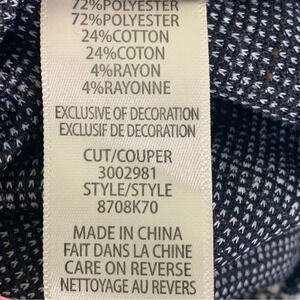 72%POLYESTER
72%POLYESTER
24%COTTON
24%COTON
4%RAYON
4%RAYONNE
EXCLUSIVE OF DECORATION
EXCLUSIF DE DECORATION
CUT/COUPER
3002981
STYLE/STYLE
8708K70
MADE IN CHINA
FAIT DANS LA CHINE
CARE ON REVERSE
NETTOYAGE AU REVERS